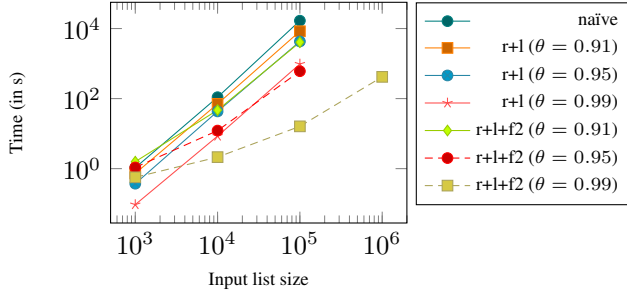 10^4
10^2
10^0
Time (in s)
10^3 10^4 10^5 10^6
Input list size
naïve
r+l (θ = 0.91)
r+l (θ = 0.95)
r+l (θ = 0.99)
r+l+f2 (θ = 0.91)
r+l+f2 (θ = 0.95)
r+l+f2 (θ = 0.99)